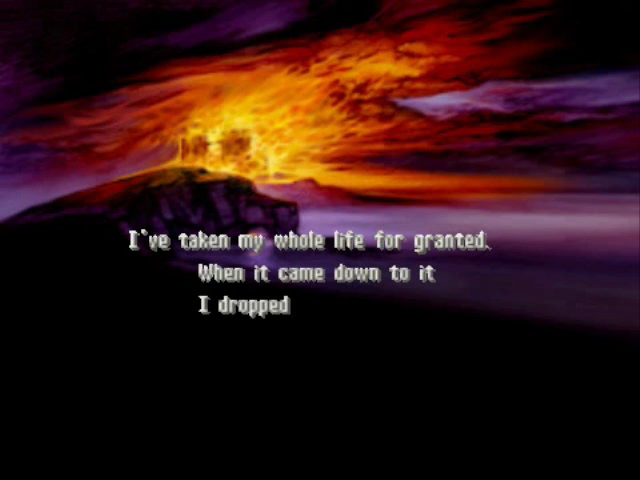 I've taken my whole life for granted.
When it came down to it
I dropped